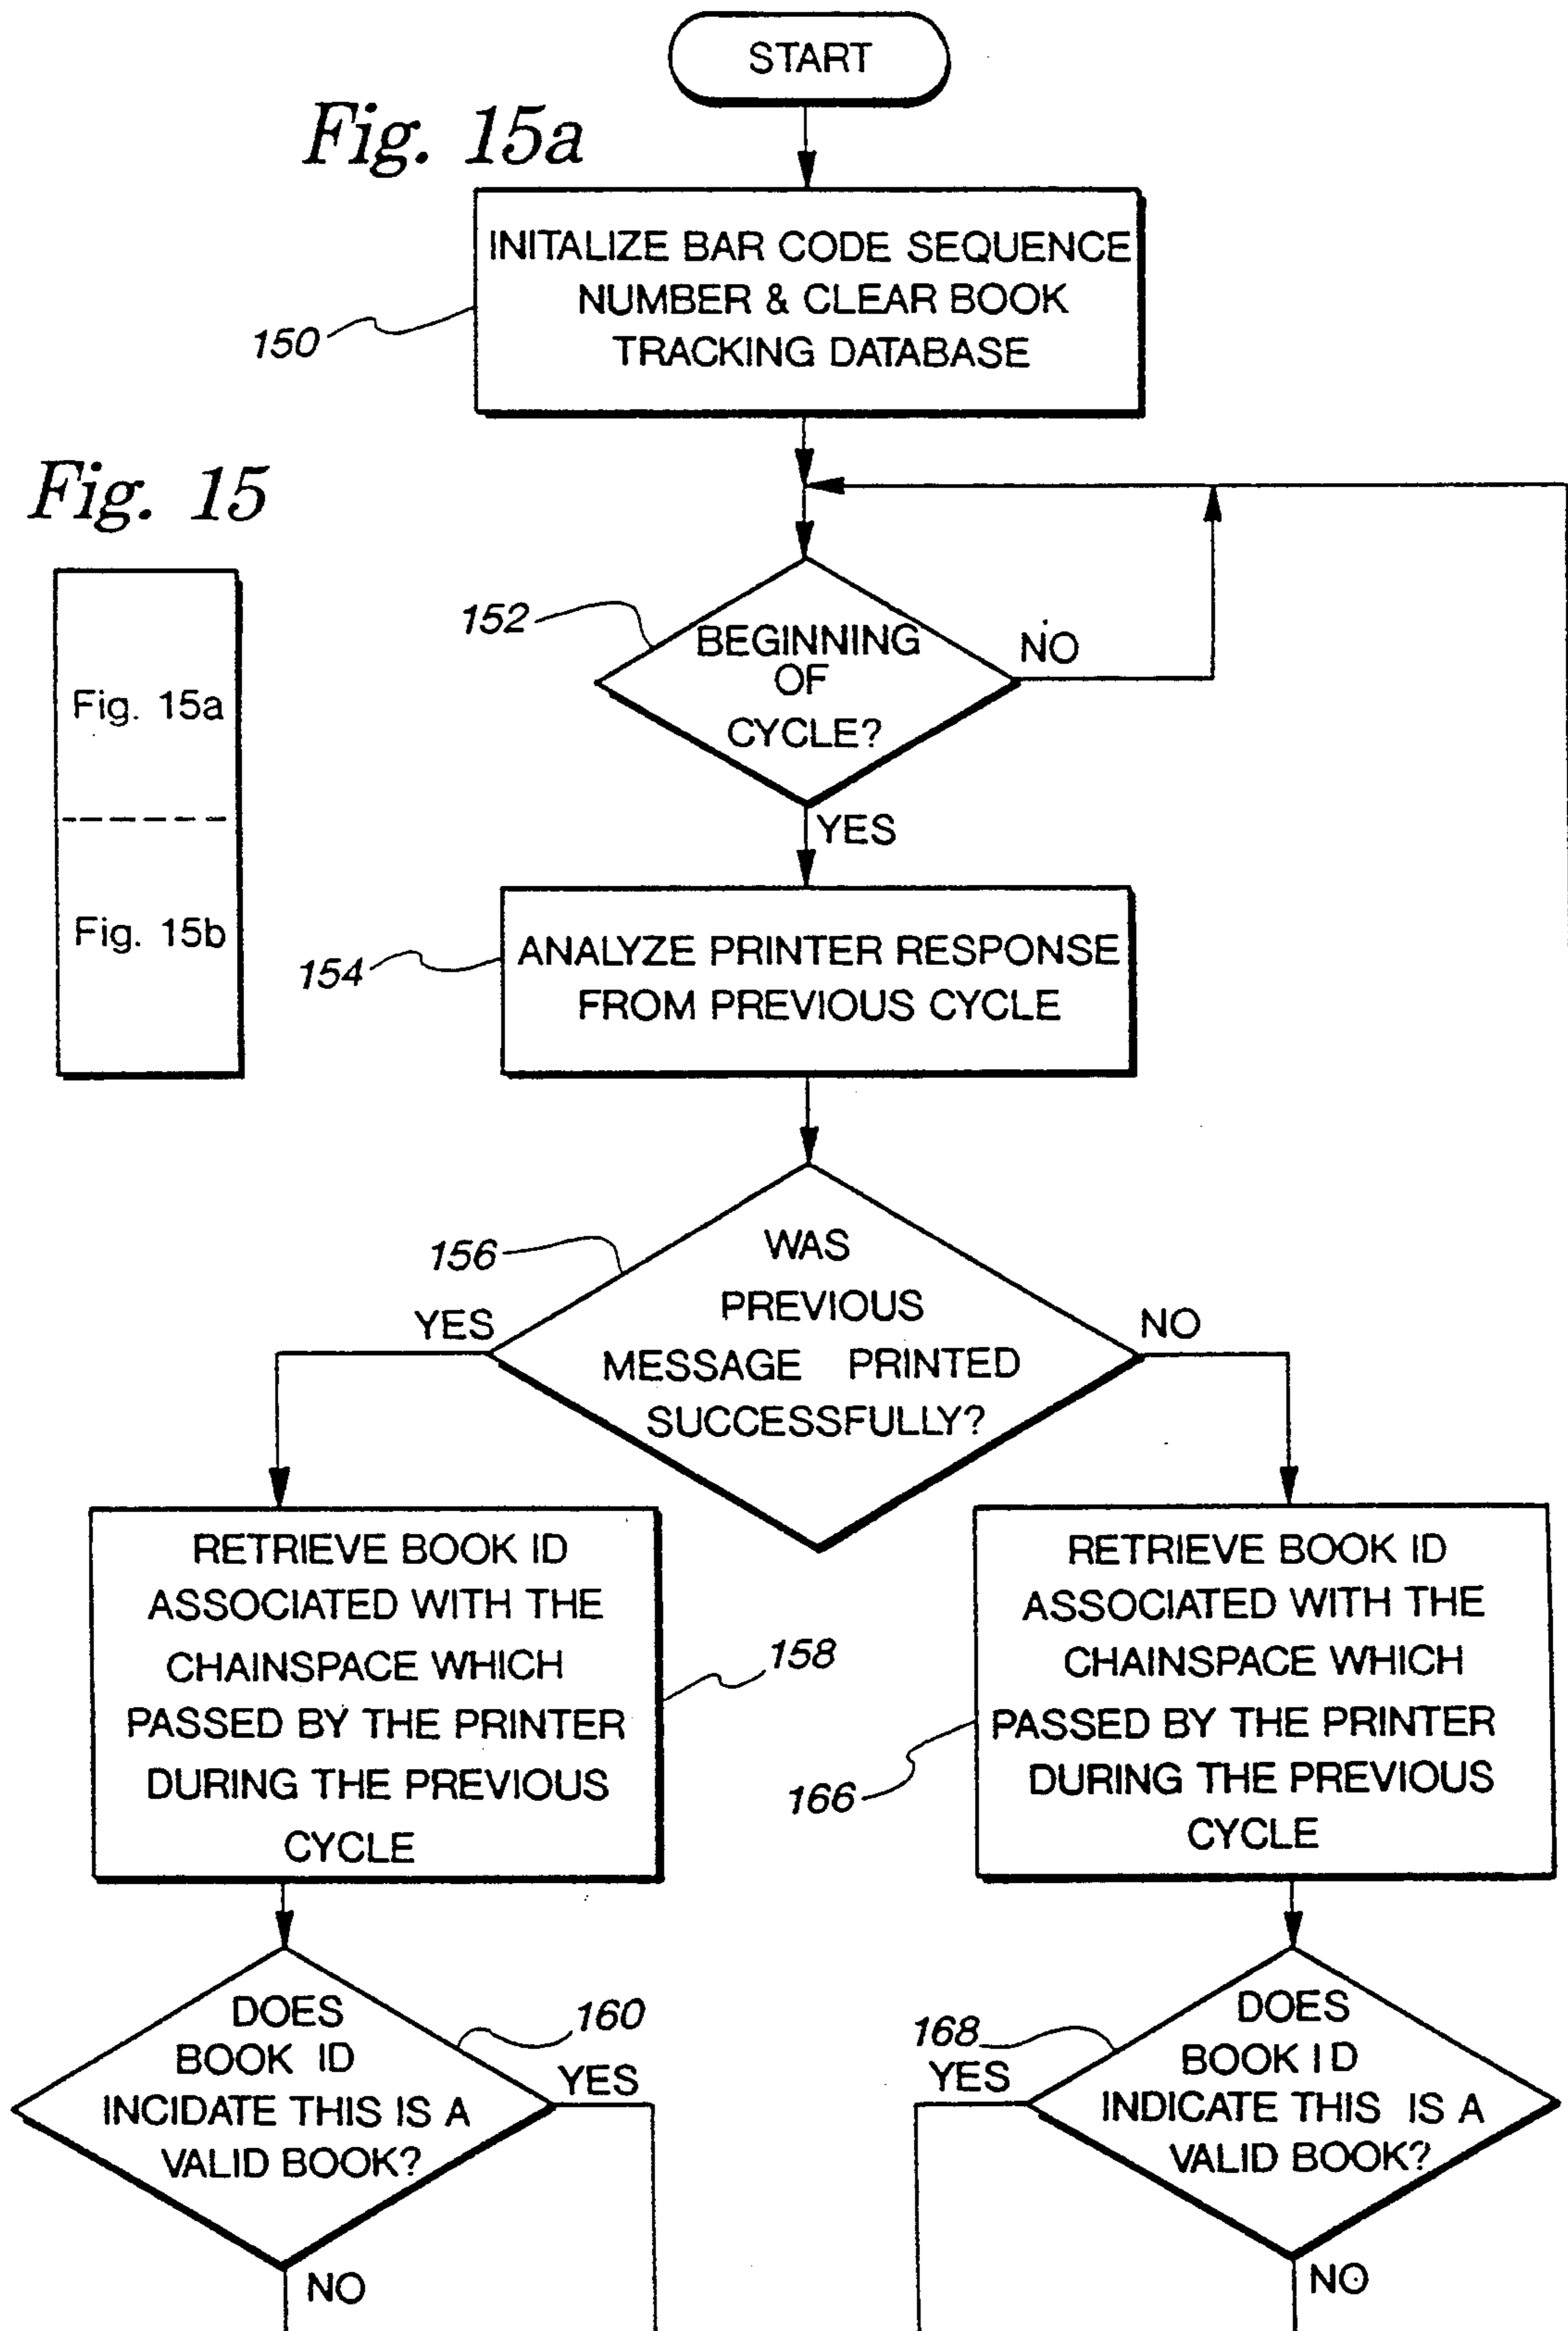 START
Fig. 15a
INITALIZE BAR CODE SEQUENCE
NUMBER & CLEAR BOOK
TRACKING DATABASE
150
Fig. 15
Fig. 15a
Fig. 15b
152
BEGINNING
OF
CYCLE?
NO
YES
154
ANALYZE PRINTER RESPONSE
FROM PREVIOUS CYCLE
156
WAS
PREVIOUS
MESSAGE PRINTED
SUCCESSFULLY?
YES
NO
RETRIEVE BOOK ID
ASSOCIATED WITH THE
CHAINSPACE WHICH
PASSED BY THE PRINTER
DURING THE PREVIOUS
CYCLE
158
RETRIEVE BOOK ID
ASSOCIATED WITH THE
CHAINSPACE WHICH
PASSED BY THE PRINTER
DURING THE PREVIOUS
CYCLE
166
DOES
BOOK ID
INCIDATE THIS IS A
VALID BOOK?
160
YES
NO
168
YES
DOES
BOOK ID
INDICATE THIS IS A
VALID BOOK?
NO